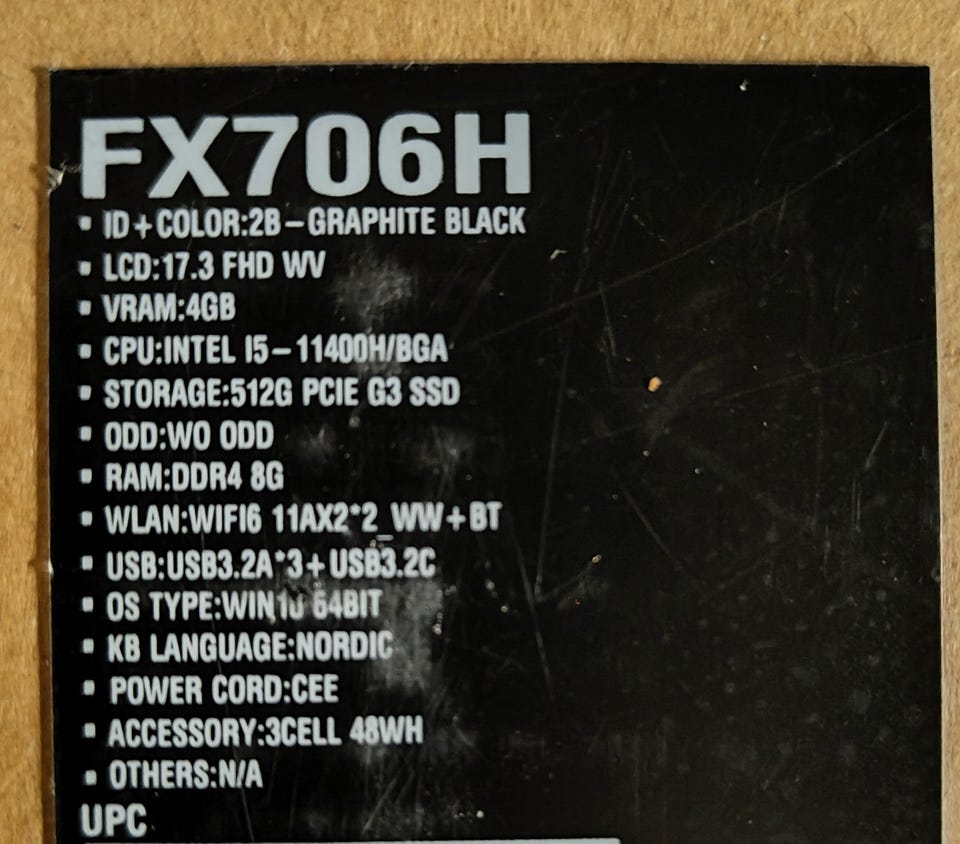 FX706H
▪ ID+COLOR:2B-GRAPHITE BLACK
▪ LCD:17.3 FHD WV
▪ VRAM:4GB
▪ CPU:INTEL I5-11400H/BGA
▪ STORAGE:512G PCIE G3 SSD
▪ ODD:WO ODD
▪ RAM:DDR4 8G
▪ WLAN:WIFI6 11AX2*2_WW+BT
▪ USB:USB3.2A*3+USB3.2C
▪ OS TYPE:WIN10 64BIT
▪ KB LANGUAGE:NORDIC
▪ POWER CORD:CEE
▪ ACCESSORY:3CELL 48WH
▪ OTHERS:N/A
UPC